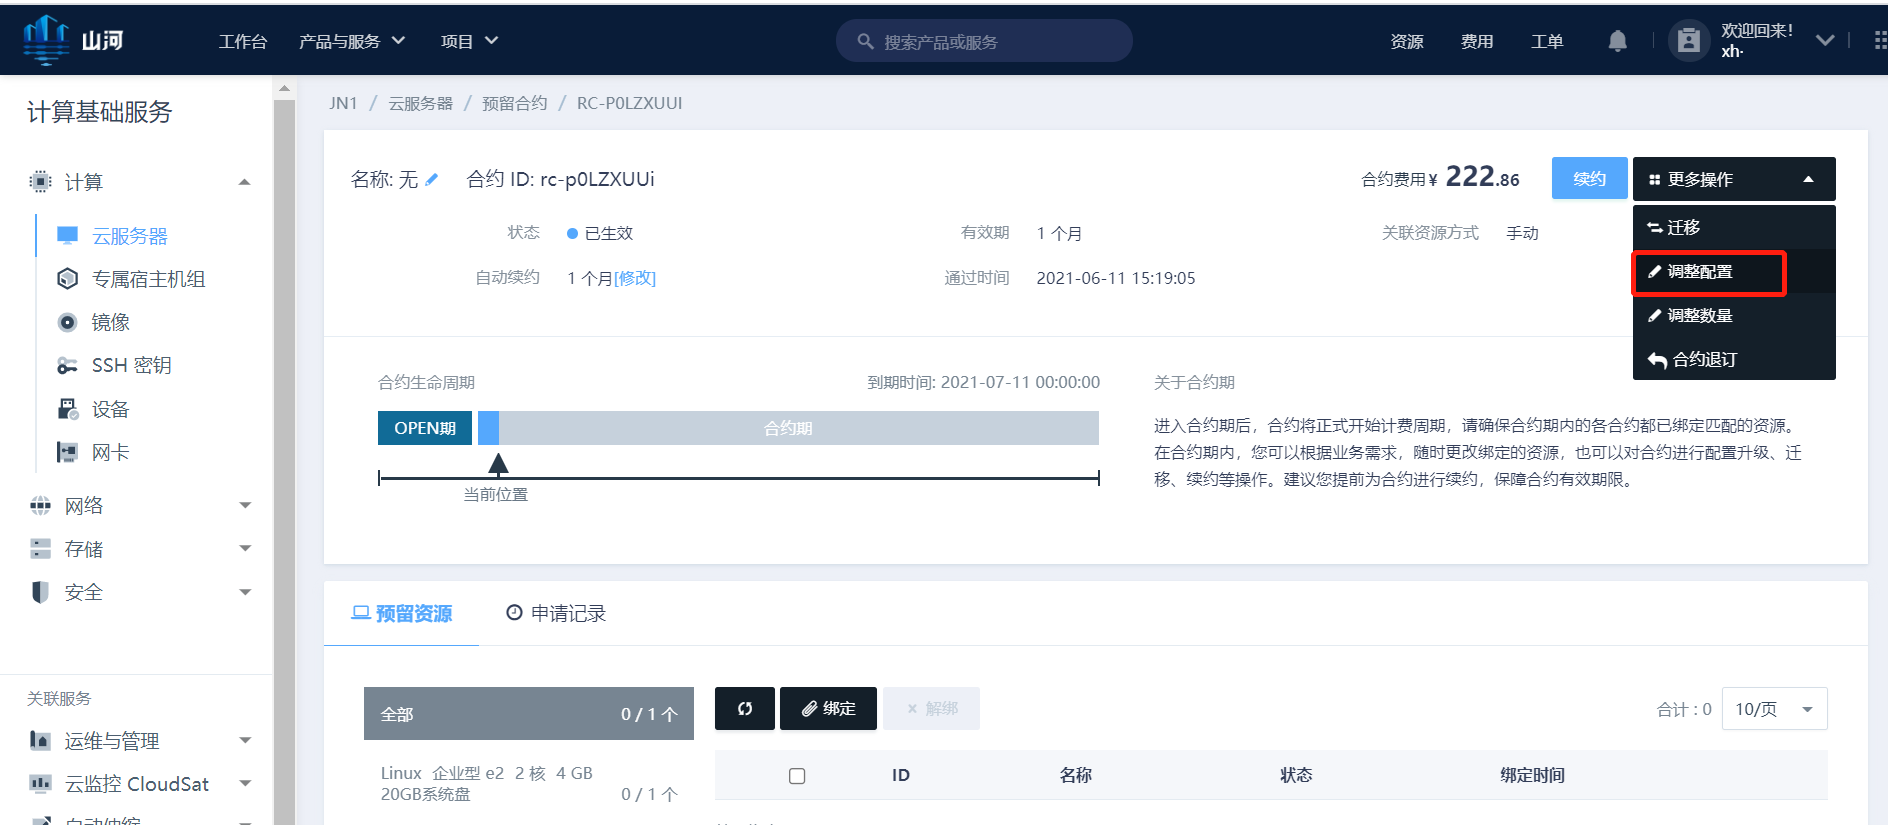 山河
工作台 产品与服务 项目 搜索产品或服务 资源 费用 工单 欢迎回来!
xh·
计算基础服务
计算
云服务器
专属宿主机组
镜像
SSH 密钥
设备
网卡
网络
存储
安全
关联服务
运维与管理
云监控 CloudSat
自动伸缩
JN1 / 云服务器 / 预留合约 / RC-P0LZXUUI
名称: 无 合约 ID: rc-p0LZXUUi 合约费用 ¥ 222.86 续约 更多操作
迁移
调整配置
调整数量
合约退订
状态 已生效 有效期 1 个月 关联资源方式 手动
自动续约 1 个月[修改] 通过时间 2021-06-11 15:19:05
合约生命周期 到期时间: 2021-07-11 00:00:00
OPEN期 合约期
当前位置
关于合约期
进入合约期后，合约将正式开始计费周期，请确保合约期内的各合约都已绑定匹配的资源。
在合约期内，您可以根据业务需求，随时更改绑定的资源，也可以对合约进行配置升级、迁
移、续约等操作。建议您提前为合约进行续约，保障合约有效期限。
预留资源 申请记录
全部 0 / 1 个
Linux 企业型 e2 2 核 4 GB
20GB系统盘 0 / 1 个
绑定 × 解绑 合计 : 0 10/页
ID 名称 状态 绑定时间